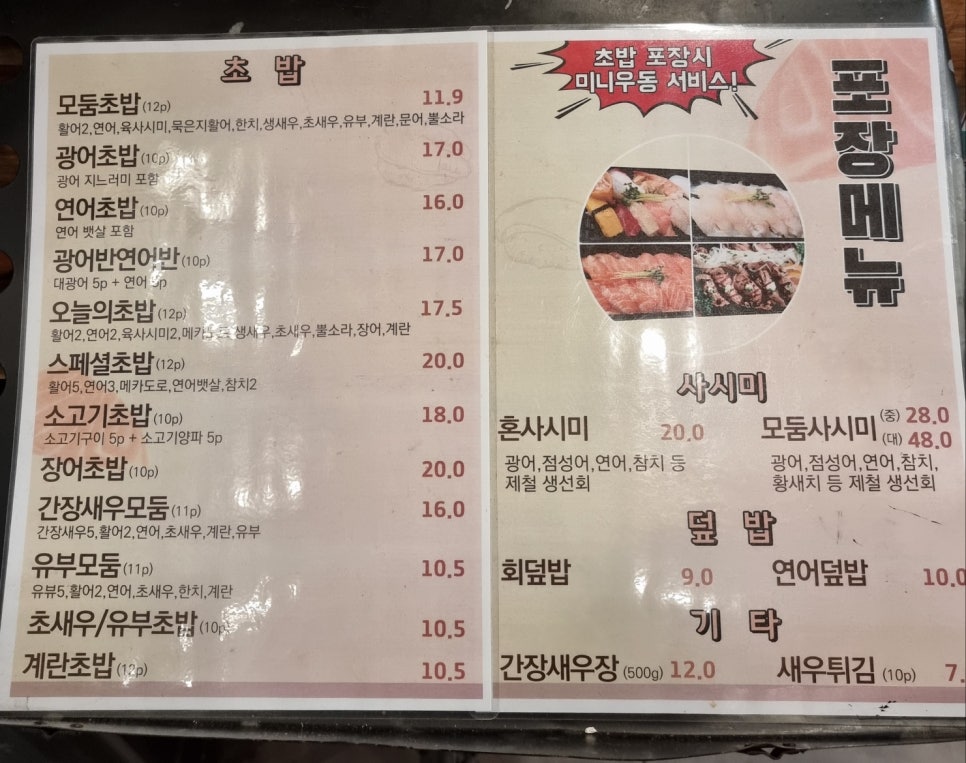 초 밥
모둠초밥(12p) 11.9
활어2,연어,육사시미,묵은지활어,한치,생새우,초새우,유부,계란,문어,뿔소라
광어초밥(10p) 17.0
광어 지느러미 포함
연어초밥(10p) 16.0
연어 뱃살 포함
광어반연어반(10p) 17.0
대광어 5p + 연어
오늘의초밥(12p) 17.5
활어2,연어2,육사시미2, 생새우,초새우,뿔소라,장어,계란
스페셜초밥(12p) 20.0
활어5,연어3,메카도로,연어뱃살,참치2
소고기초밥(10p) 18.0
소고기구이 5p + 소고기양파 5p
장어초밥(10p) 20.0
간장새우모둠(11p) 16.0
간장새우5,활어2,연어,초새우,계란,유부
유부모둠(11p) 10.5
유뷰5,활어2,연어,초새우,한치,계란
초새우/유부초밥(10p) 10.5
계란초밥(12p) 10.5
초밥 포장시
미니우동 서비스!
포장메뉴
사시미
혼사시미 20.0
광어,점성어,연어,참치 등
제철 생선회
모둠사시미 (중) 28.0
(대) 48.0
광어,점성어,연어,참치,
황새치 등 제철 생선회
덮 밥
회덮밥 9.0
연어덮밥 10.0
기 타
간장새우장(500g) 12.0
새우튀김(10p) 7.